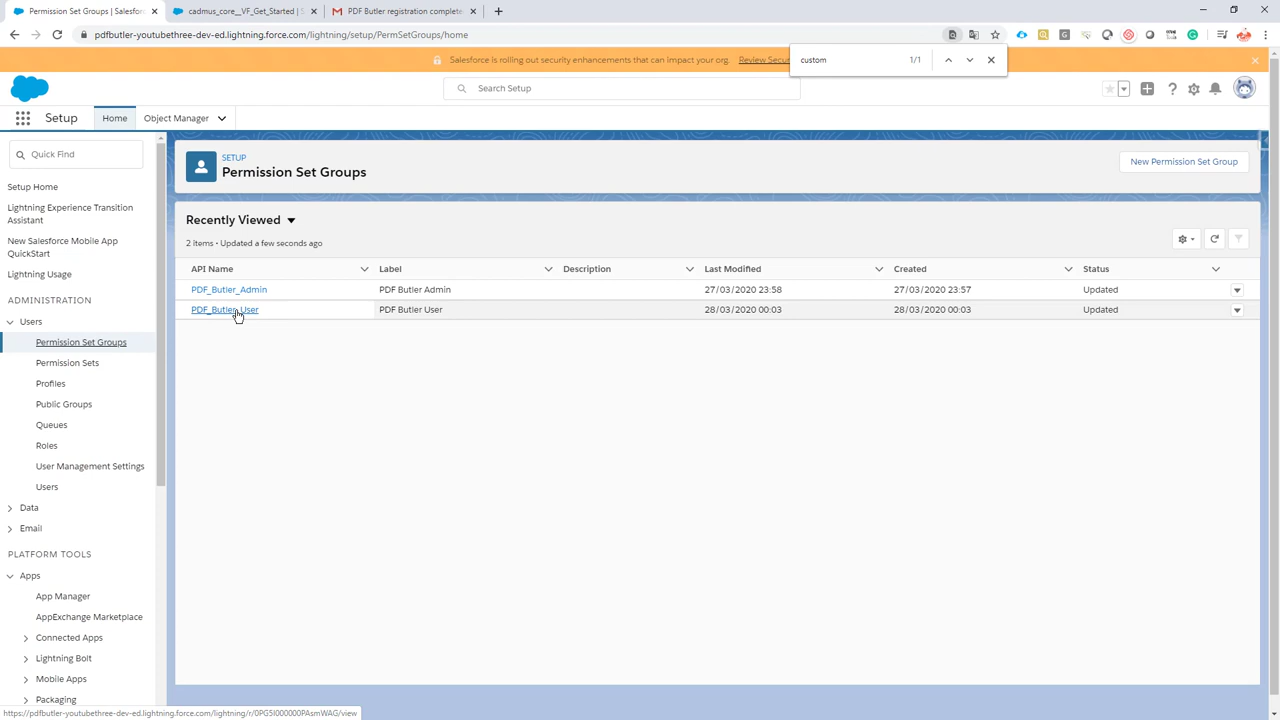 Permission Set Groups | Salesfor
cadmus_core__VF_Get_Started | S
PDF Butler registration complete
pdfbutler-youtubethree-dev-ed.lightning.force.com/lightning/setup/PermSetGroups/home
Salesforce is rolling out security enhancements that can impact your org. Review Secur
custom 1/1
Search Setup
Setup Home Object Manager
Quick Find
Setup Home
Lightning Experience Transition
Assistant
New Salesforce Mobile App
QuickStart
Lightning Usage
ADMINISTRATION
Users
Permission Set Groups
Permission Sets
Profiles
Public Groups
Queues
Roles
User Management Settings
Users
Data
Email
PLATFORM TOOLS
Apps
App Manager
AppExchange Marketplace
Connected Apps
Lightning Bolt
Mobile Apps
Packaging
SETUP
Permission Set Groups
New Permission Set Group
Recently Viewed
2 items • Updated a few seconds ago
API Name Label Description Last Modified Created Status
PDF_Butler_Admin PDF Butler Admin 27/03/2020 23:58 27/03/2020 23:57 Updated
PDF_Butler_User PDF Butler User 28/03/2020 00:03 28/03/2020 00:03 Updated
https://pdfbutler-youtubethree-dev-ed.lightning.force.com/lightning/r/0PG5I000000PAsmWAG/view